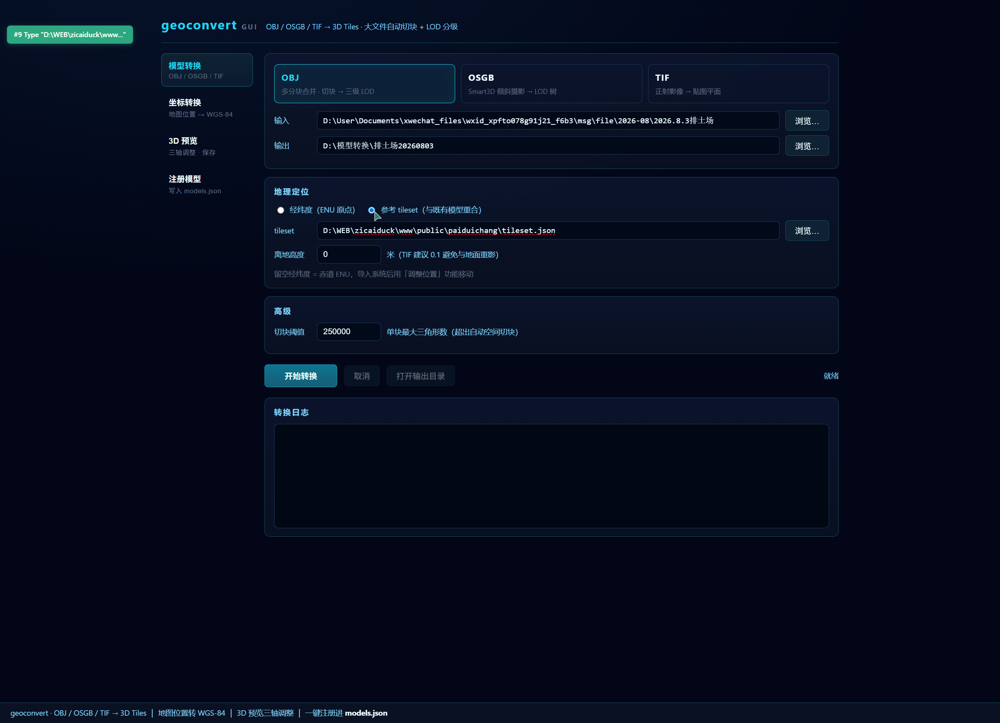 #9 Type "D:\WEB\zicaiduck\www..."
geoconvert GUI OBJ / OSGB / TIF → 3D Tiles · 大文件自动切块 + LOD 分级
模型转换
OBJ / OSGB / TIF
坐标转换
地图位置 → WGS-84
3D 预览
三轴调整 · 保存
注册模型
写入 models.json
OBJ
多分块合并 · 切块 → 三级 LOD
OSGB
Smart3D 倾斜摄影 → LOD 树
TIF
正射影像 → 贴图平面
输入 D:\User\Documents\xwechat_files\wxid_xpfto078g91j21_f6b3\msg\file\2026-08\2026.8.3排土场 浏览...
输出 D:\模型转换\排土场20260803 浏览...
地理定位
经纬度（ENU 原点） 参考 tileset（与既有模型重合）
tileset D:\WEB\zicaiduck\www\public\paiduichang\tileset.json 浏览...
离地高度 0 米（TIF 建议 0.1 避免与地面重影）
留空经纬度 = 赤道 ENU，导入系统后用「调整位置」功能移动
高级
切块阈值 250000 单块最大三角形数（超出自动空间切块）
开始转换 取消 打开输出目录 就绪
转换日志
geoconvert · OBJ / OSGB / TIF → 3D Tiles | 地图位置转 WGS-84 | 3D 预览三轴调整 | 一键注册进 models.json